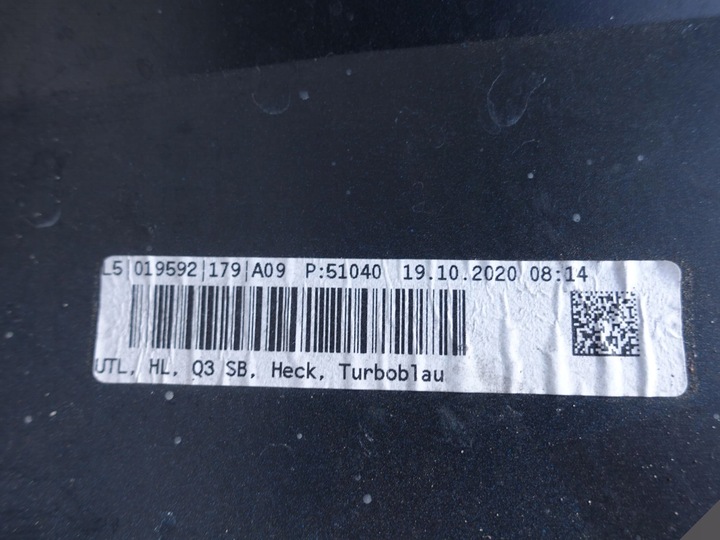 L5|019592|179|A09 P:51040 19.10.2020 08:14
UTL, HL, Q3 SB, Heck, Turboblau